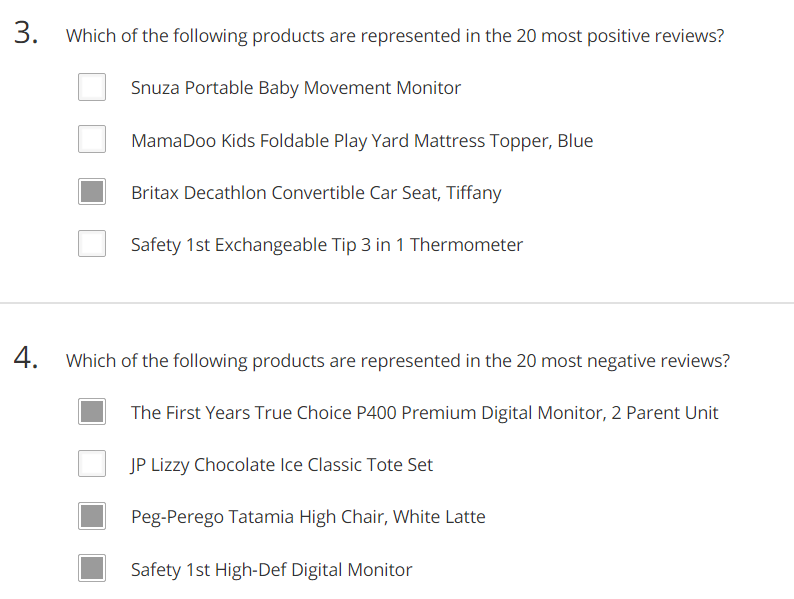 3. Which of the following products are represented in the 20 most positive reviews?
Snuza Portable Baby Movement Monitor
MamaDoo Kids Foldable Play Yard Mattress Topper, Blue
Britax Decathlon Convertible Car Seat, Tiffany
Safety 1st Exchangeable Tip 3 in 1 Thermometer
4. Which of the following products are represented in the 20 most negative reviews?
The First Years True Choice P400 Premium Digital Monitor, 2 Parent Unit
JP Lizzy Chocolate Ice Classic Tote Set
Peg-Perego Tatamia High Chair, White Latte
Safety 1st High-Def Digital Monitor